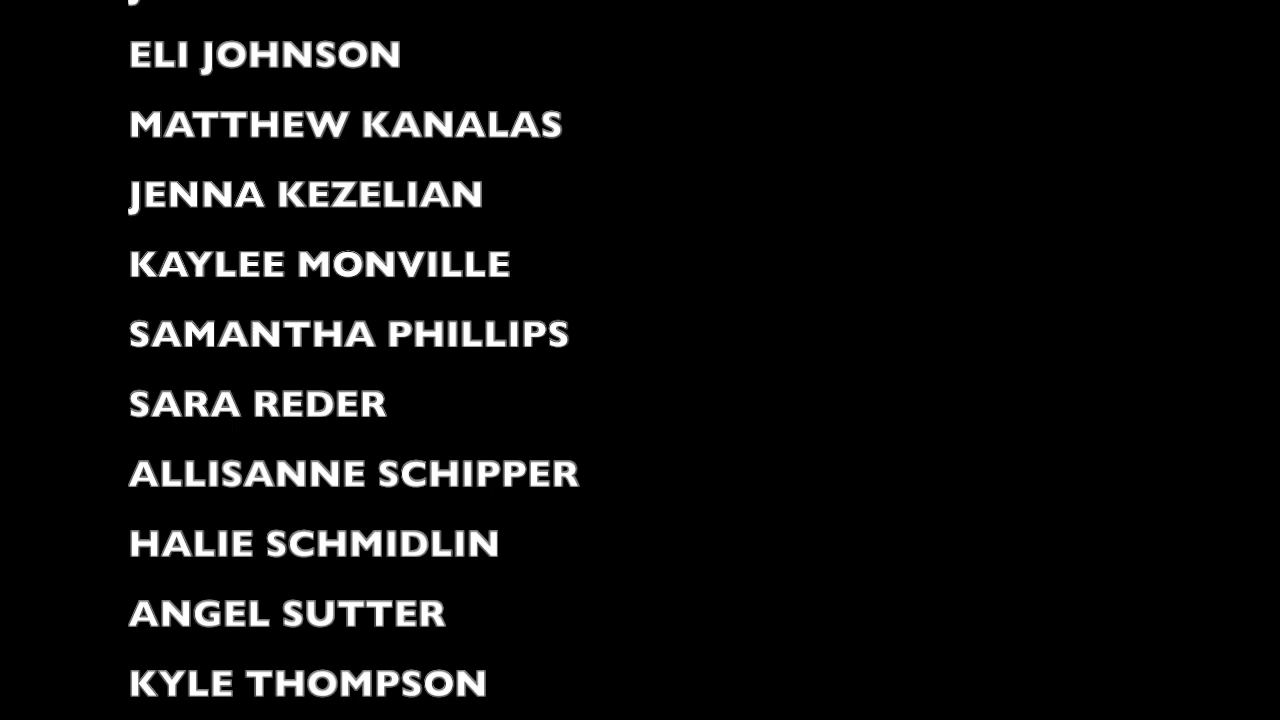 ELI JOHNSON
MATTHEW KANALAS
JENNA KEZELIAN
KAYLEE MONVILLE
SAMANTHA PHILLIPS
SARA REDER
ALLISANNE SCHIPPER
HALIE SCHMIDLIN
ANGEL SUTTER
KYLE THOMPSON